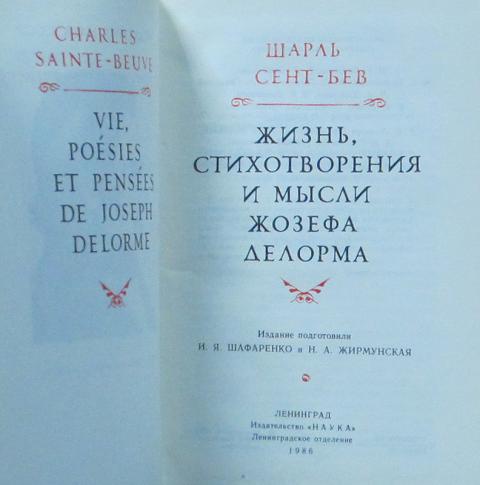 CHARLES
SAINTE-BEUVE
VIE,
POÉSIES
ET PENSÉES
DE JOSEPH
DELORME
ШАРЛЬ
СЕНТ-БЕВ
ЖИЗНЬ,
СТИХОТВОРЕНИЯ
И МЫСЛИ
ЖОЗЕФА
ДЕЛОРМА
Издание подготовили
И. Я. ШАФАРЕНКО и Н. А. ЖИРМУНСКАЯ
ЛЕНИНГРАД
Издательство «НАУКА»
Ленинградское отделение
1986